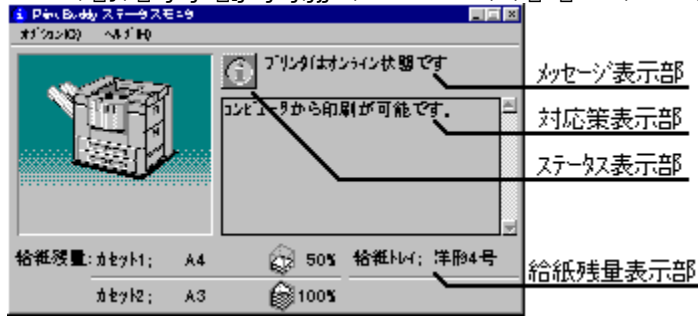 Print Buddy ステータスモニタ
オプション(O) ヘルプ(H)
プリンタはオンライン状態です
コンピュータから印刷が可能です.
メッセージ表示部
対応策表示部
ステータス表示部
給紙残量: カセット1; A4 50% 給紙トレイ; 洋形4号
カセット2; A3 100%
給紙残量表示部